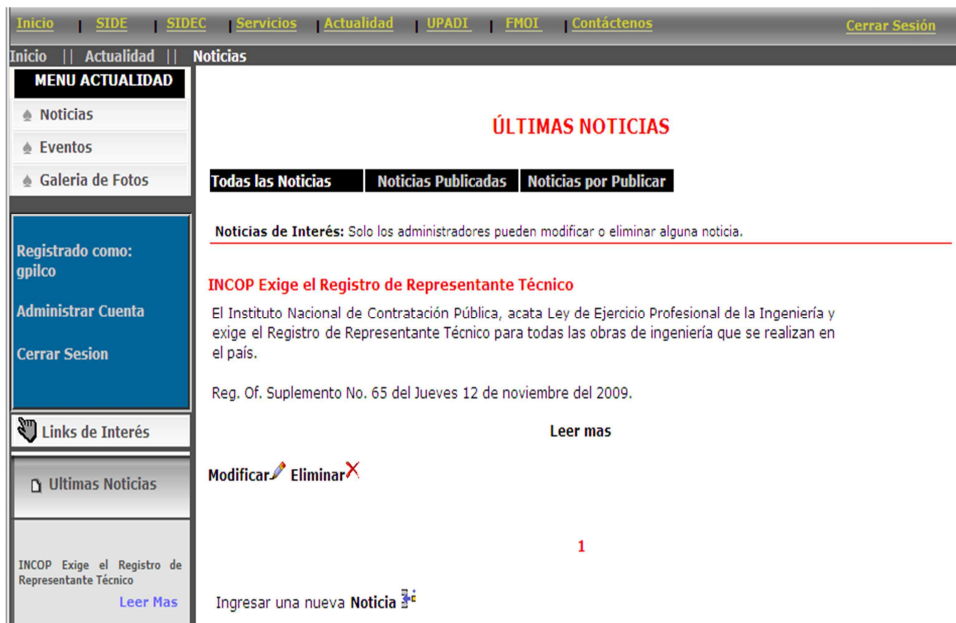 Inicio | SIDE | SIDEC | Servicios | Actualidad | UPADI | FMOI | Contáctenos Cerrar Sesión
Inicio || Actualidad || Noticias
MENU ACTUALIDAD
Noticias
Eventos
Galeria de Fotos
Registrado como:
gpilco
Administrar Cuenta
Cerrar Sesion
Links de Interés
Ultimas Noticias
INCOP Exige el Registro de
Representante Técnico
Leer Mas
ÚLTIMAS NOTICIAS
Todas las Noticias Noticias Publicadas Noticias por Publicar
Noticias de Interés: Solo los administradores pueden modificar o eliminar alguna noticia.
INCOP Exige el Registro de Representante Técnico
El Instituto Nacional de Contratación Pública, acata Ley de Ejercicio Profesional de la Ingeniería y
exige el Registro de Representante Técnico para todas las obras de ingeniería que se realizan en
el país.
Reg. Of. Suplemento No. 65 del Jueves 12 de noviembre del 2009.
Leer mas
Modificar Eliminar
1
Ingresar una nueva Noticia